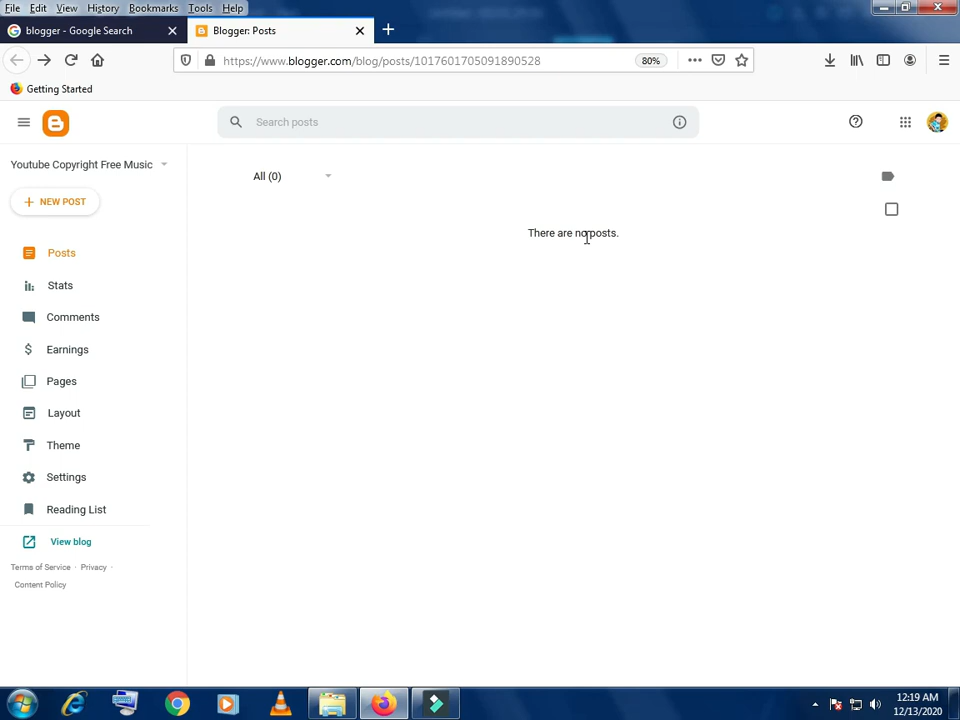 File Edit View History Bookmarks Tools Help
blogger - Google Search
Blogger: Posts
https://www.blogger.com/blog/posts/1017601705091890528
80%
Getting Started
Search posts
Youtube Copyright Free Music
All (0)
NEW POST
There are no posts.
Posts
Stats
Comments
Earnings
Pages
Layout
Theme
Settings
Reading List
View blog
Terms of Service · Privacy ·
Content Policy
12:19 AM
12/13/2020